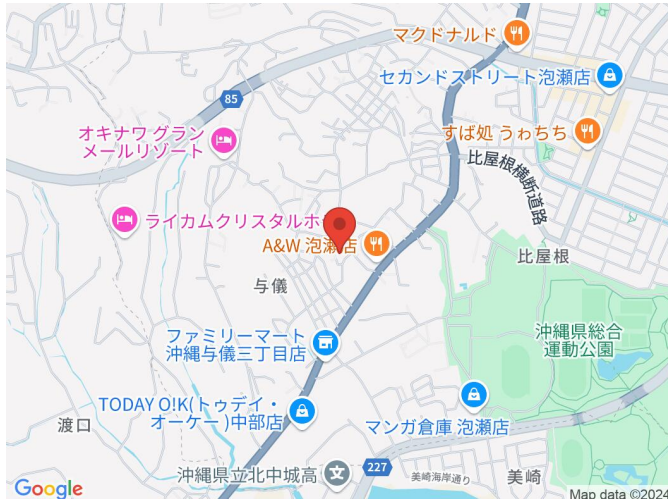 マクドナルド
セカンドストリート泡瀬店
85
オキナワ グラン
メールリゾート
すば処 うゎちち
比屋根横断道路
ライカムクリスタルホ
A&W 泡瀬店
比屋根
与儀
ファミリーマート
沖縄与儀三丁目店
沖縄県総合
運動公園
TODAY O!K(トゥデイ・
オーケー )中部店
マンガ倉庫 泡瀬店
渡口
沖縄県立北中城高
227
美崎海岸通り
美崎
Google
Map data ©2024